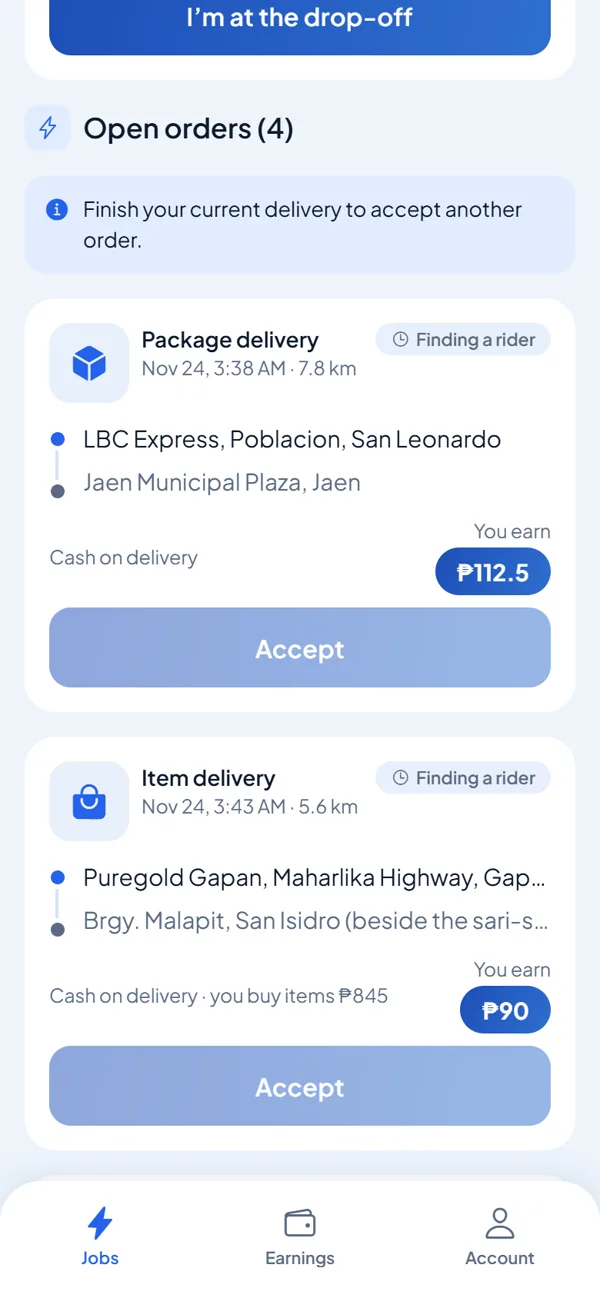 I’m at the drop-off
Open orders (4)
Finish your current delivery to accept another
order.
Package delivery
Finding a rider
Nov 24, 3:38 AM · 7.8 km
LBC Express, Poblacion, San Leonardo
Jaen Municipal Plaza, Jaen
You earn
Cash on delivery
₱112.5
Accept
Item delivery
Finding a rider
Nov 24, 3:43 AM · 5.6 km
Puregold Gapan, Maharlika Highway, Gap...
Brgy. Malapit, San Isidro (beside the sari-s...
You earn
Cash on delivery · you buy items ₱845
₱90
Accept
Jobs
Earnings
Account